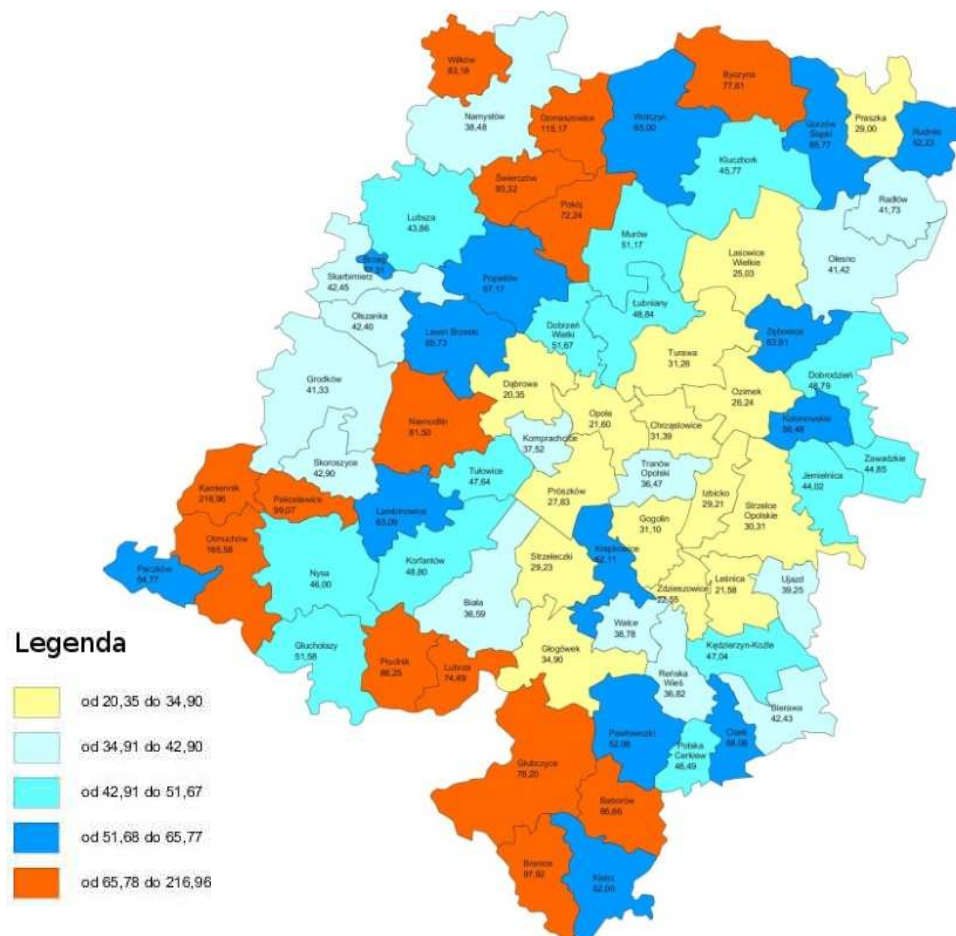 Wilków
83,18
Namysłów
38,48
Domaszowice
115,17
Wołczyn
65,00
Byczyna
77,61
Gorzów
Śląski
65,77
Praszka
29,00
Rudniki
52,23
Kluczbork
45,77
Radłów
41,73
Olesno
41,42
Świerczów
Pokój
72,24
Murów
51,17
Lasowice
Wielkie
25,03
Lubsza
43,86
Brzeg
Skarbimierz
42,45
Popielów
57,17
Olszanka
42,40
Lewin Brzeski
65,73
Dobrzeń
Wielki
51,67
Łubniany
48,84
Turawa
31,26
Zębowice
63,91
Dobrodzień
48,79
Grodków
41,33
Dąbrowa
20,35
Ozimek
26,24
Opole
21,60
Chrząstowice
31,39
Kolonowskie
56,48
Niemodlin
81,50
Komprachcice
37,52
Zawadzkie
44,85
Skoroszyce
42,90
Tułowice
47,64
Tranów
Opolski
36,47
Jemielnica
44,02
Kamiennik
216,96
Pakosławice
99,07
Prószków
27,83
Izbicko
29,21
Strzelce
Opolskie
30,31
Łambinowice
63,09
Gogolin
31,10
Otmuchów
165,58
Korfantów
48,80
Strzeleczki
29,23
Krapkowice
62,11
Paczków
54,77
Nysa
46,00
Zdzieszowice
22,55
Leśnica
21,58
Ujazd
39,25
Biała
36,59
Walce
38,78
Głuchołazy
51,58
Głogówek
34,90
Kędzierzyn-Koźle
47,04
Prudnik
86,25
Lubrza
74,49
Reńska
Wieś
36,82
Bierawa
42,43
Pawłowiczki
52,08
Polska
Cerkiew
46,49
Cisek
Głubczyce
76,20
Baborów
86,66
Branice
97,92
Kietrz
52,00
Legenda
od 20,35 do 34,90
od 34,91 do 42,90
od 42,91 do 51,67
od 51,68 do 65,77
od 65,78 do 216,96